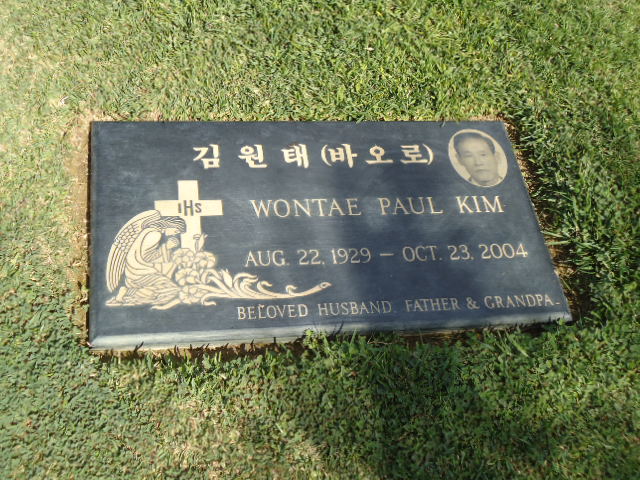 김원태(바오로)
IHS
WONTAE PAUL KIM
AUG. 22, 1929 – OCT. 23, 2004
BELOVED HUSBAND, FATHER & GRANDPA